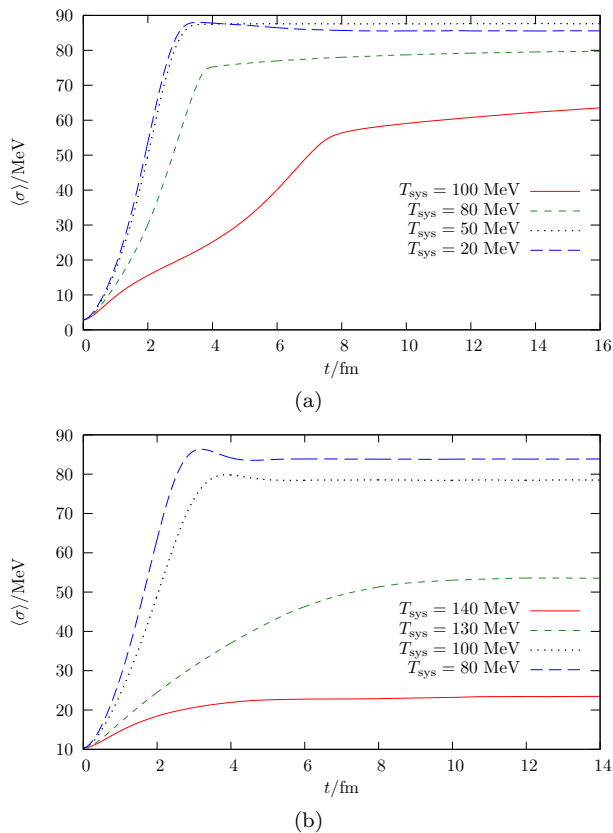 90
80
70
60
50
40
30
20
10
0
⟨σ⟩/MeV
T_sys = 100 MeV
T_sys = 80 MeV
T_sys = 50 MeV
T_sys = 20 MeV
0 2 4 6 8 10 12 14 16
t/fm
(a)
90
80
70
60
50
40
30
20
10
⟨σ⟩/MeV
T_sys = 140 MeV
T_sys = 130 MeV
T_sys = 100 MeV
T_sys = 80 MeV
0 2 4 6 8 10 12 14
t/fm
(b)